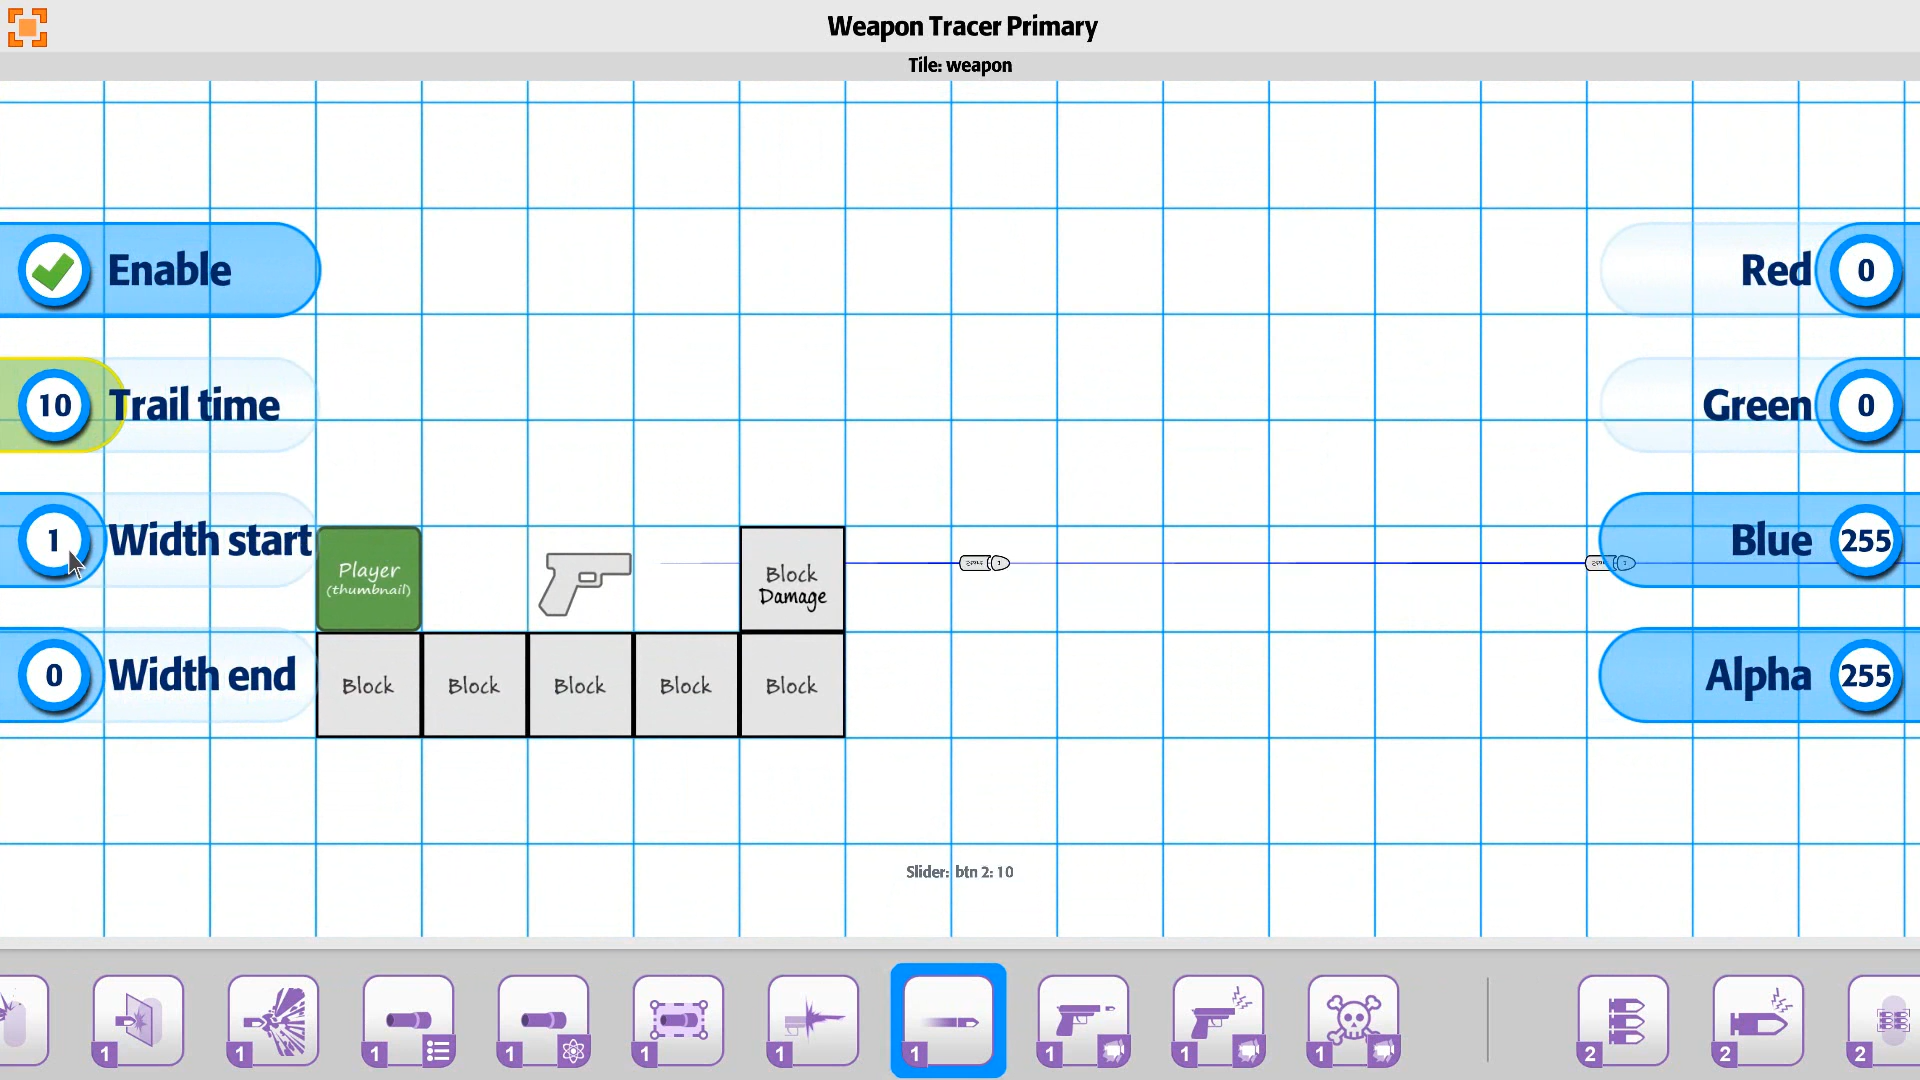 Weapon Tracer Primary
Tile: weapon
Enable
10 Trail time
1 Width start
0 Width end
Red 0
Green 0
Blue 255
Alpha 255
Player
(thumbnail)
Block
Damage
Block Block Block Block Block
Slider: btn 2: 10
1 1 1 1 1 1 1 1 1 1 2 2 2